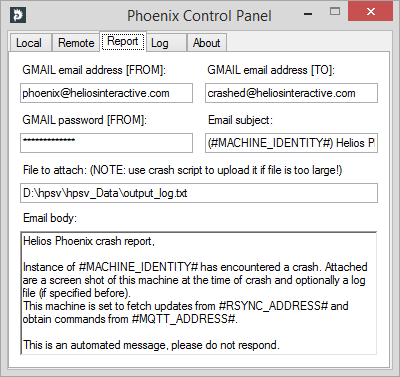 Phoenix Control Panel
Local Remote Report Log About
GMAIL email address [FROM]: GMAIL email address [TO]:
phoenix@heliosinteractive.com crashed@heliosinteractive.com
GMAIL password [FROM]: Email subject:
************* (#MACHINE_IDENTITY#) Helios P
File to attach: (NOTE: use crash script to upload it if file is too large!)
D:\hpsv\hpsv_Data\output_log.txt
Email body:
Helios Phoenix crash report,
Instance of #MACHINE_IDENTITY# has encountered a crash. Attached
are a screen shot of this machine at the time of crash and optionally a log
file (if specified before).
This machine is set to fetch updates from #RSYNC_ADDRESS# and
obtain commands from #MQTT_ADDRESS#.
This is an automated message, please do not respond.